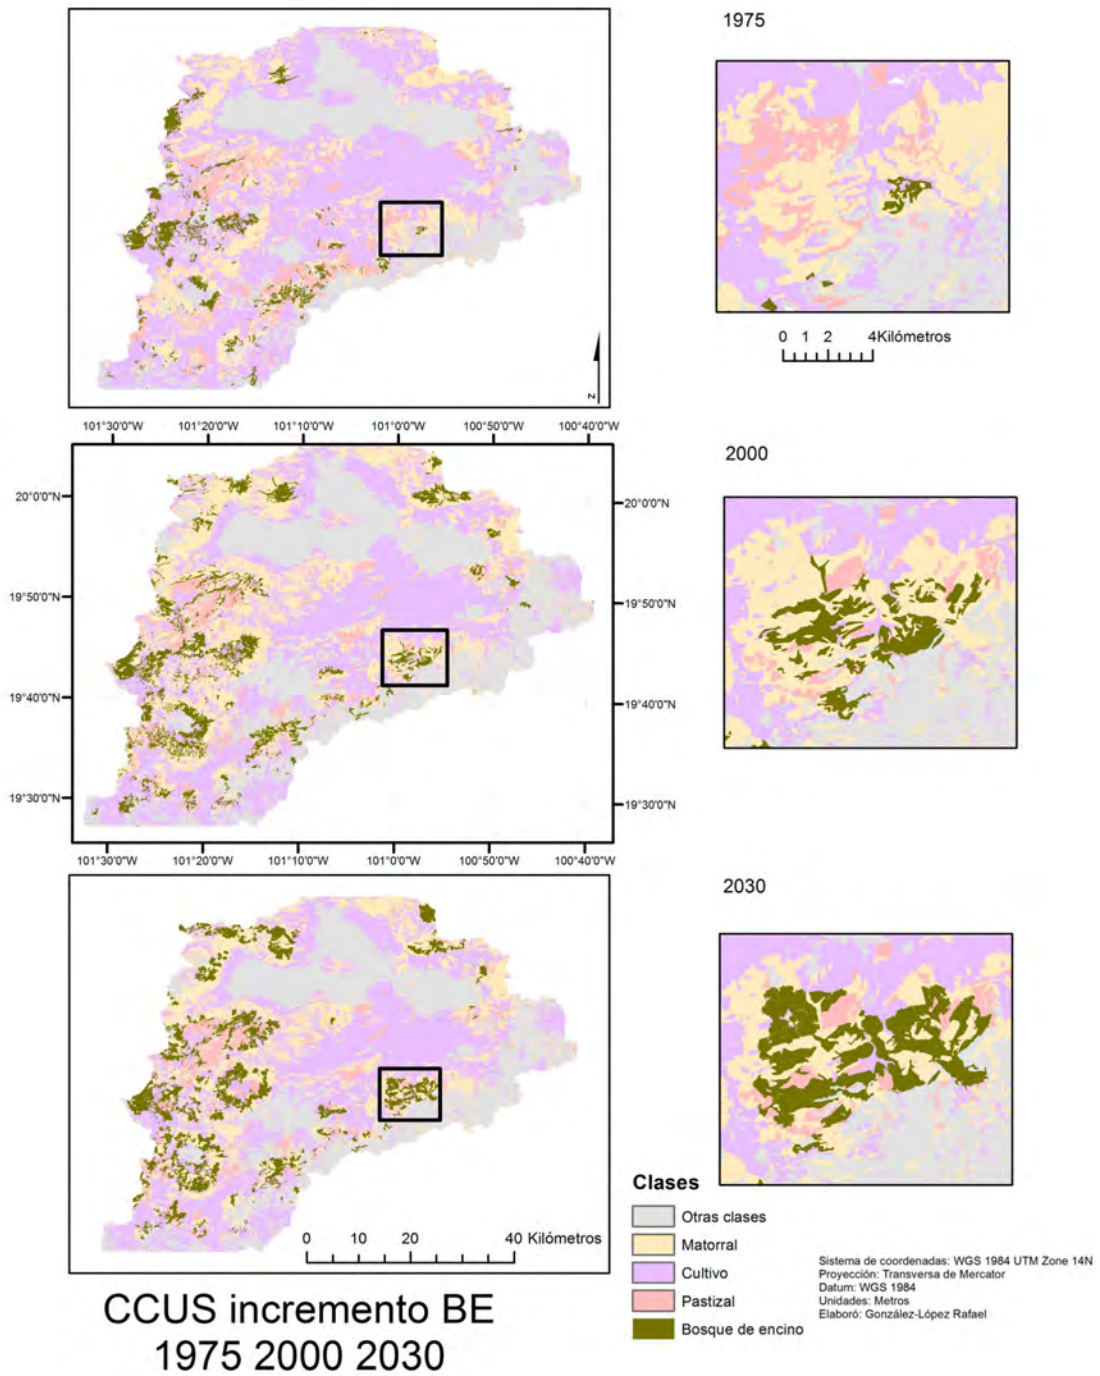 1975
0 1 2 4Kilómetros
N
101°30'0"W 101°20'0"W 101°10'0"W 101°0'0"W 100°50'0"W 100°40'0"W
2000
20°0'0"N 20°0'0"N
19°50'0"N 19°50'0"N
19°40'0"N 19°40'0"N
19°30'0"N 19°30'0"N
101°30'0"W 101°20'0"W 101°10'0"W 101°0'0"W 100°50'0"W 100°40'0"W
2030
0 10 20 40 Kilómetros
Clases
Otras clases
Matorral
Cultivo
Pastizal
Bosque de encino
Sistema de coordenadas: WGS 1984 UTM Zone 14N
Proyección: Transversa de Mercator
Datum: WGS 1984
Unidades: Metros
Elaboró: González-López Rafael
CCUS incremento BE
1975 2000 2030